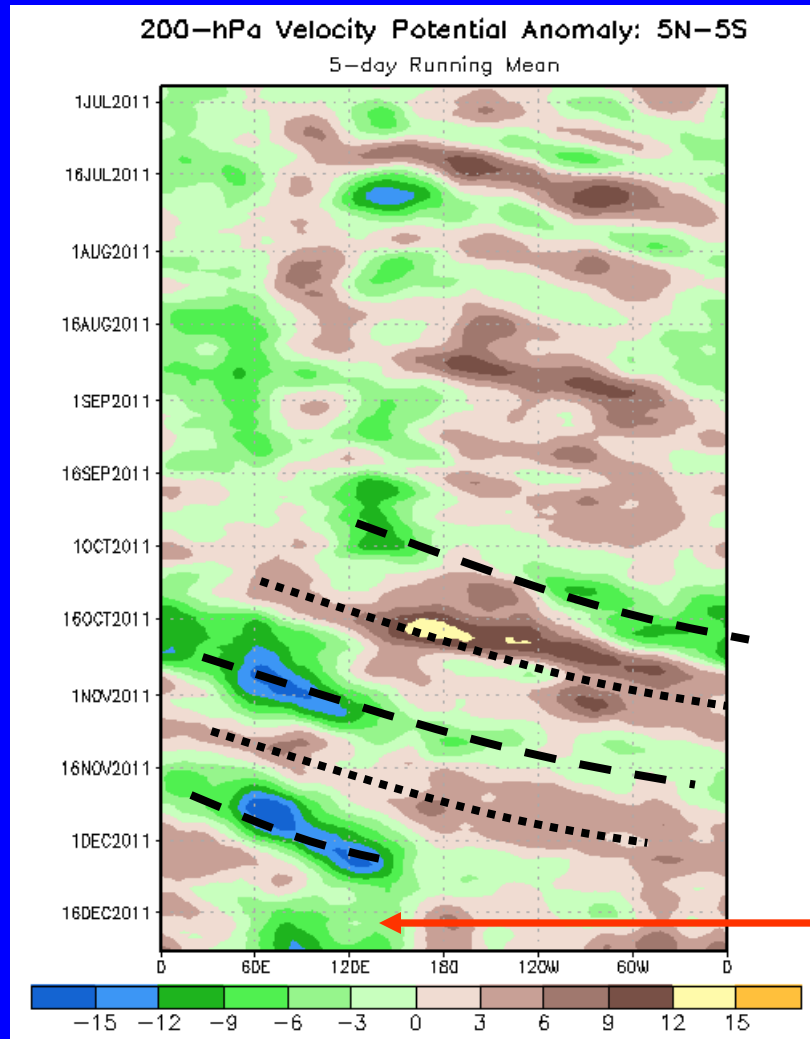 200-hPa Velocity Potential Anomaly: 5N-5S
5-day Running Mean
1JUL2011
16JUL2011
1AUG2011
16AUG2011
1SEP2011
16SEP2011
1OCT2011
16OCT2011
1NOV2011
16NOV2011
1DEC2011
16DEC2011
0 60E 120E 180 120W 60W 0
-15 -12 -9 -6 -3 0 3 6 9 12 15